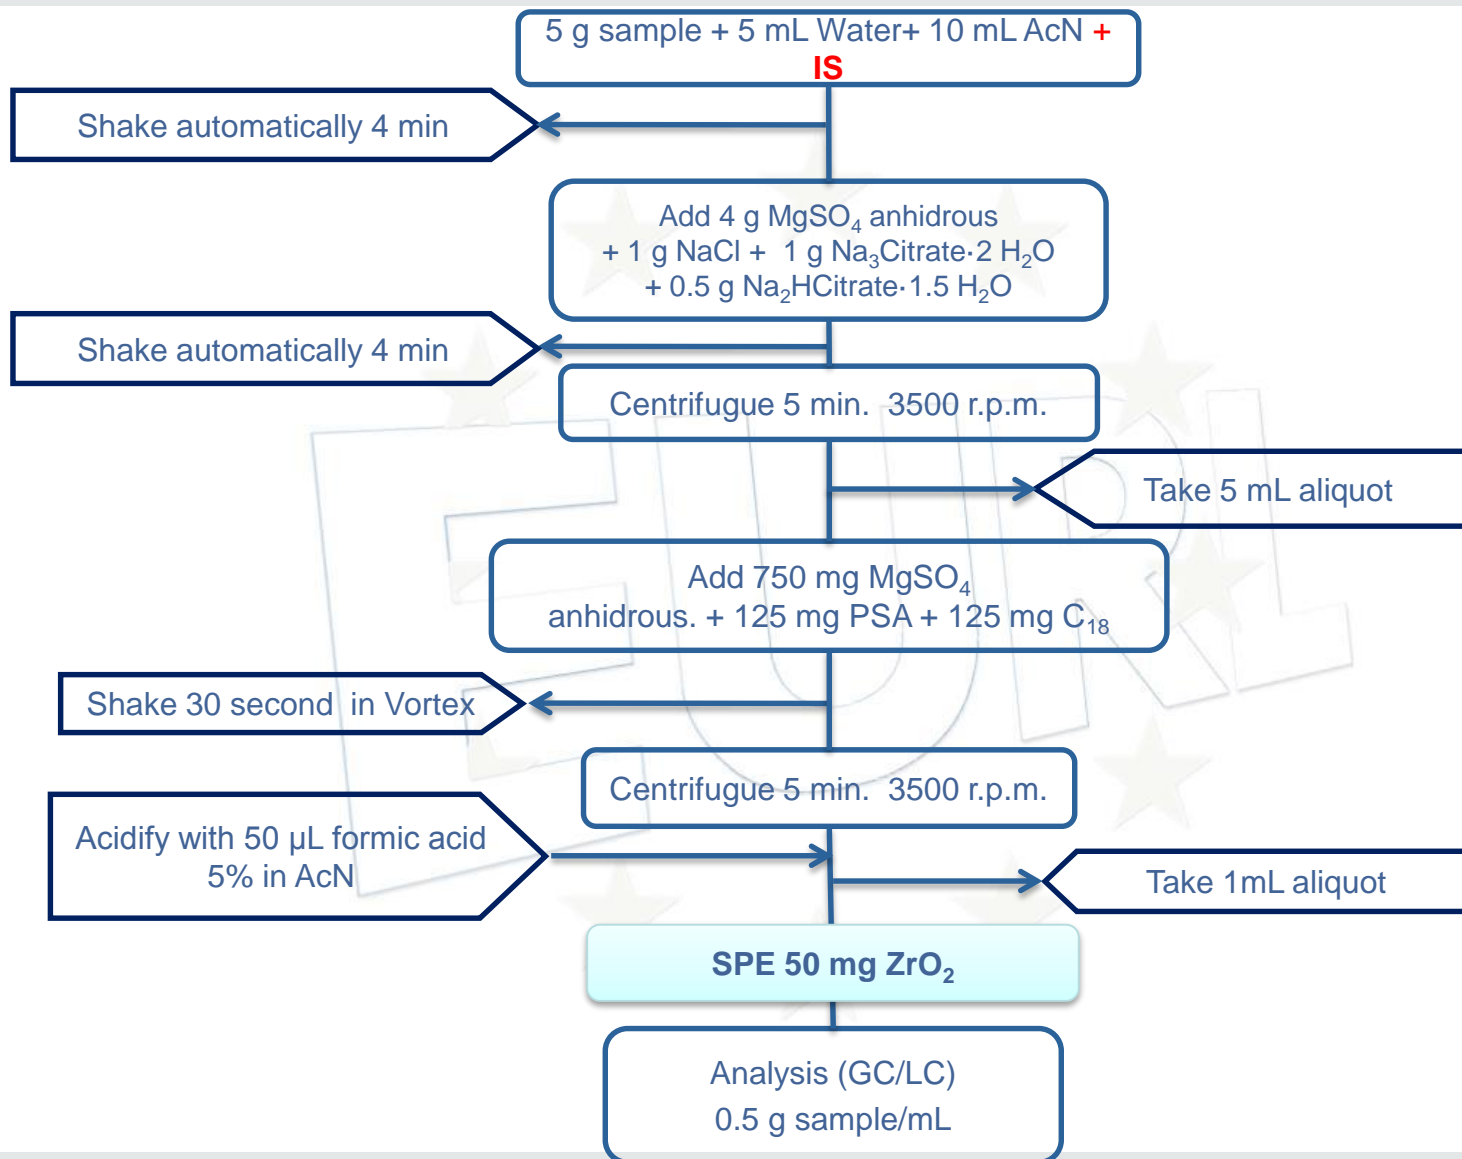 5 g sample + 5 mL Water+ 10 mL AcN +
IS
Shake automatically 4 min
Add 4 g MgSO₄ anhidrous
+ 1 g NaCl + 1 g Na₃Citrate·2 H₂O
+ 0.5 g Na₂HCitrate·1.5 H₂O
Shake automatically 4 min
Centrifugue 5 min. 3500 r.p.m.
Take 5 mL aliquot
Add 750 mg MgSO₄
anhidrous. + 125 mg PSA + 125 mg C₁₈
Shake 30 second in Vortex
Centrifugue 5 min. 3500 r.p.m.
Acidify with 50 µL formic acid
5% in AcN
Take 1mL aliquot
SPE 50 mg ZrO₂
Analysis (GC/LC)
0.5 g sample/mL
EURL